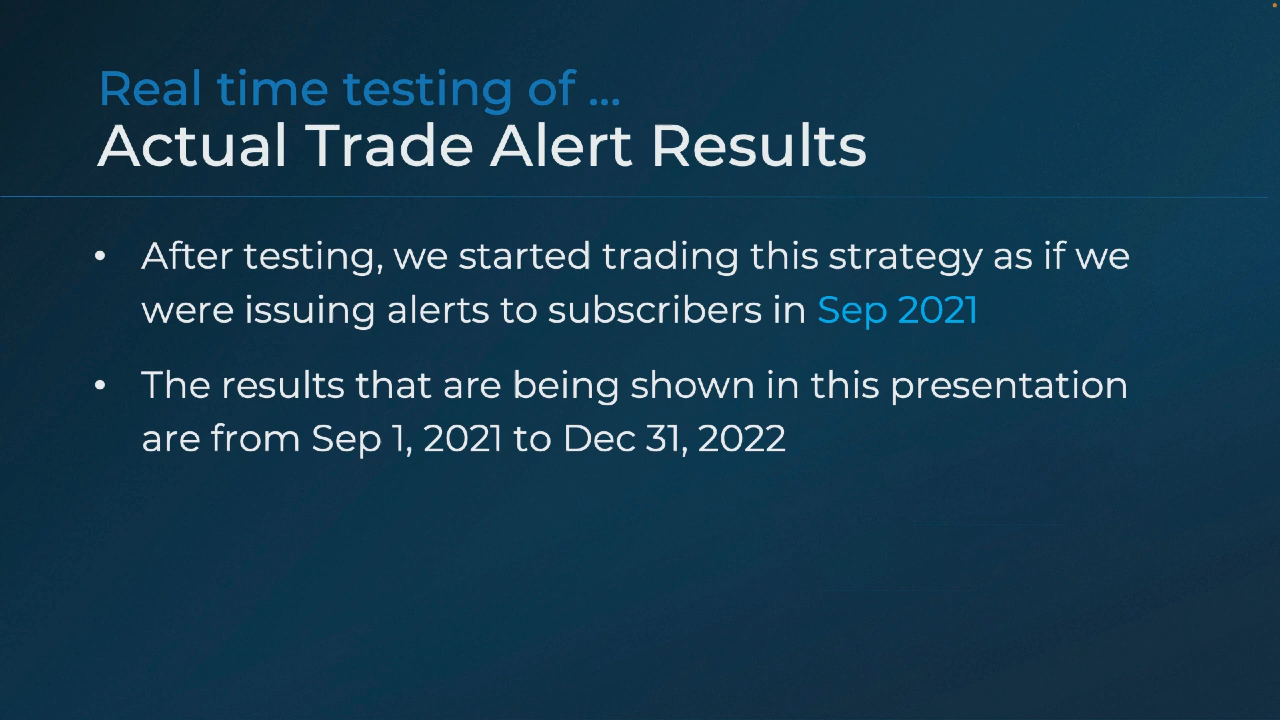 Real time testing of ...
Actual Trade Alert Results
• After testing, we started trading this strategy as if we
were issuing alerts to subscribers in Sep 2021
• The results that are being shown in this presentation
are from Sep 1, 2021 to Dec 31, 2022